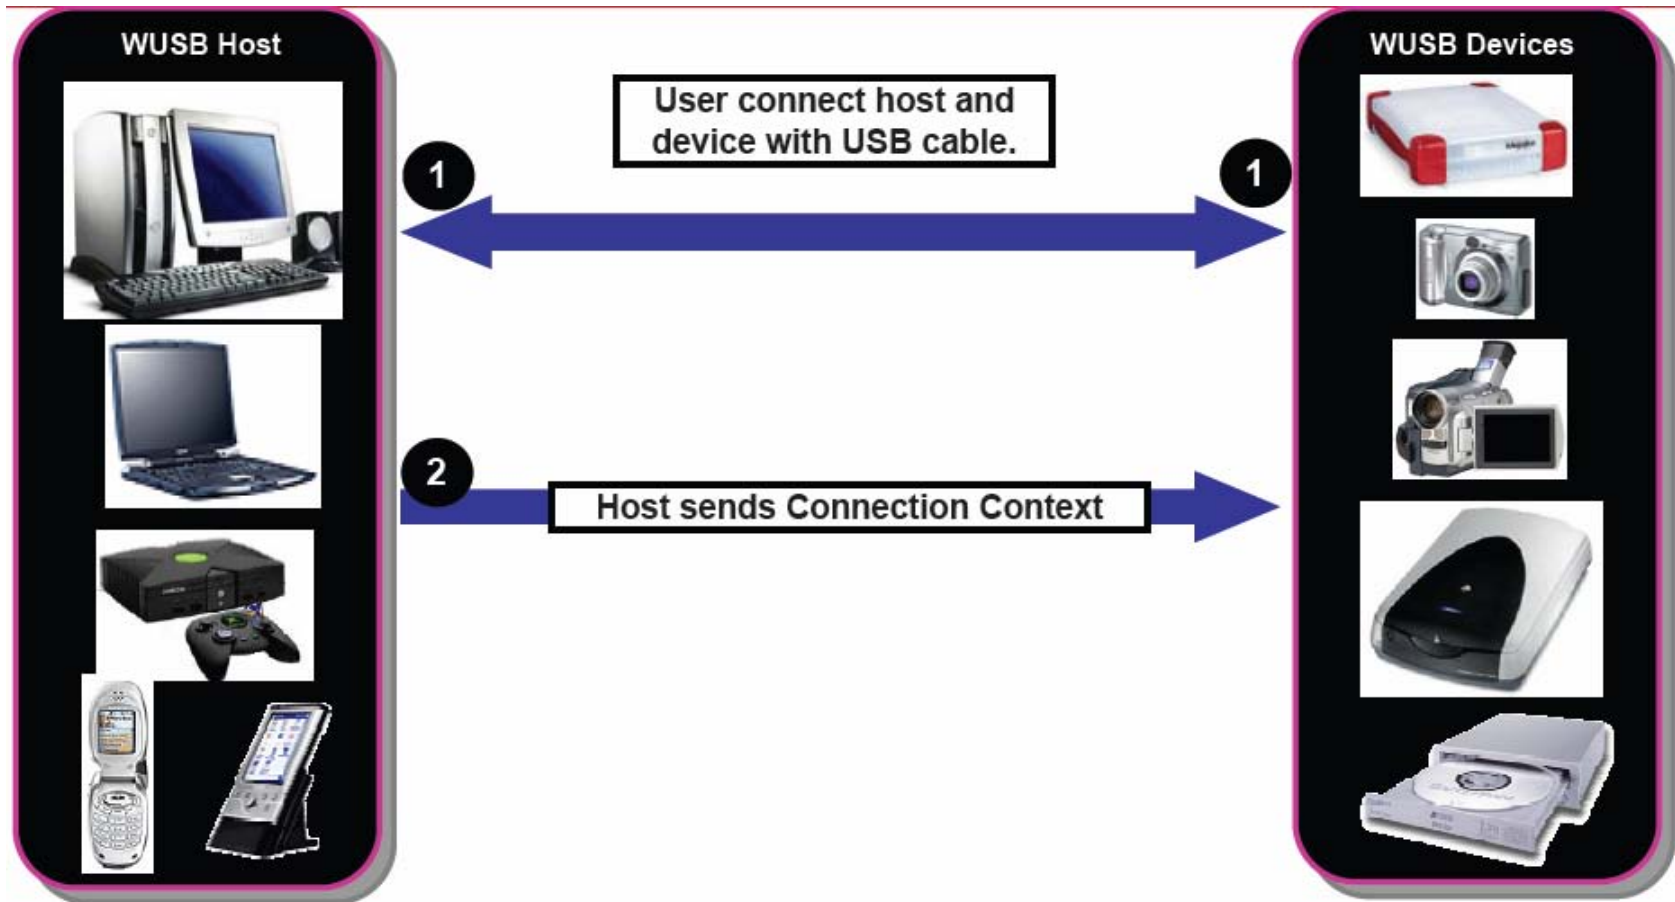 WUSB Host
WUSB Devices
User connect host and
device with USB cable.
1
1
2
Host sends Connection Context